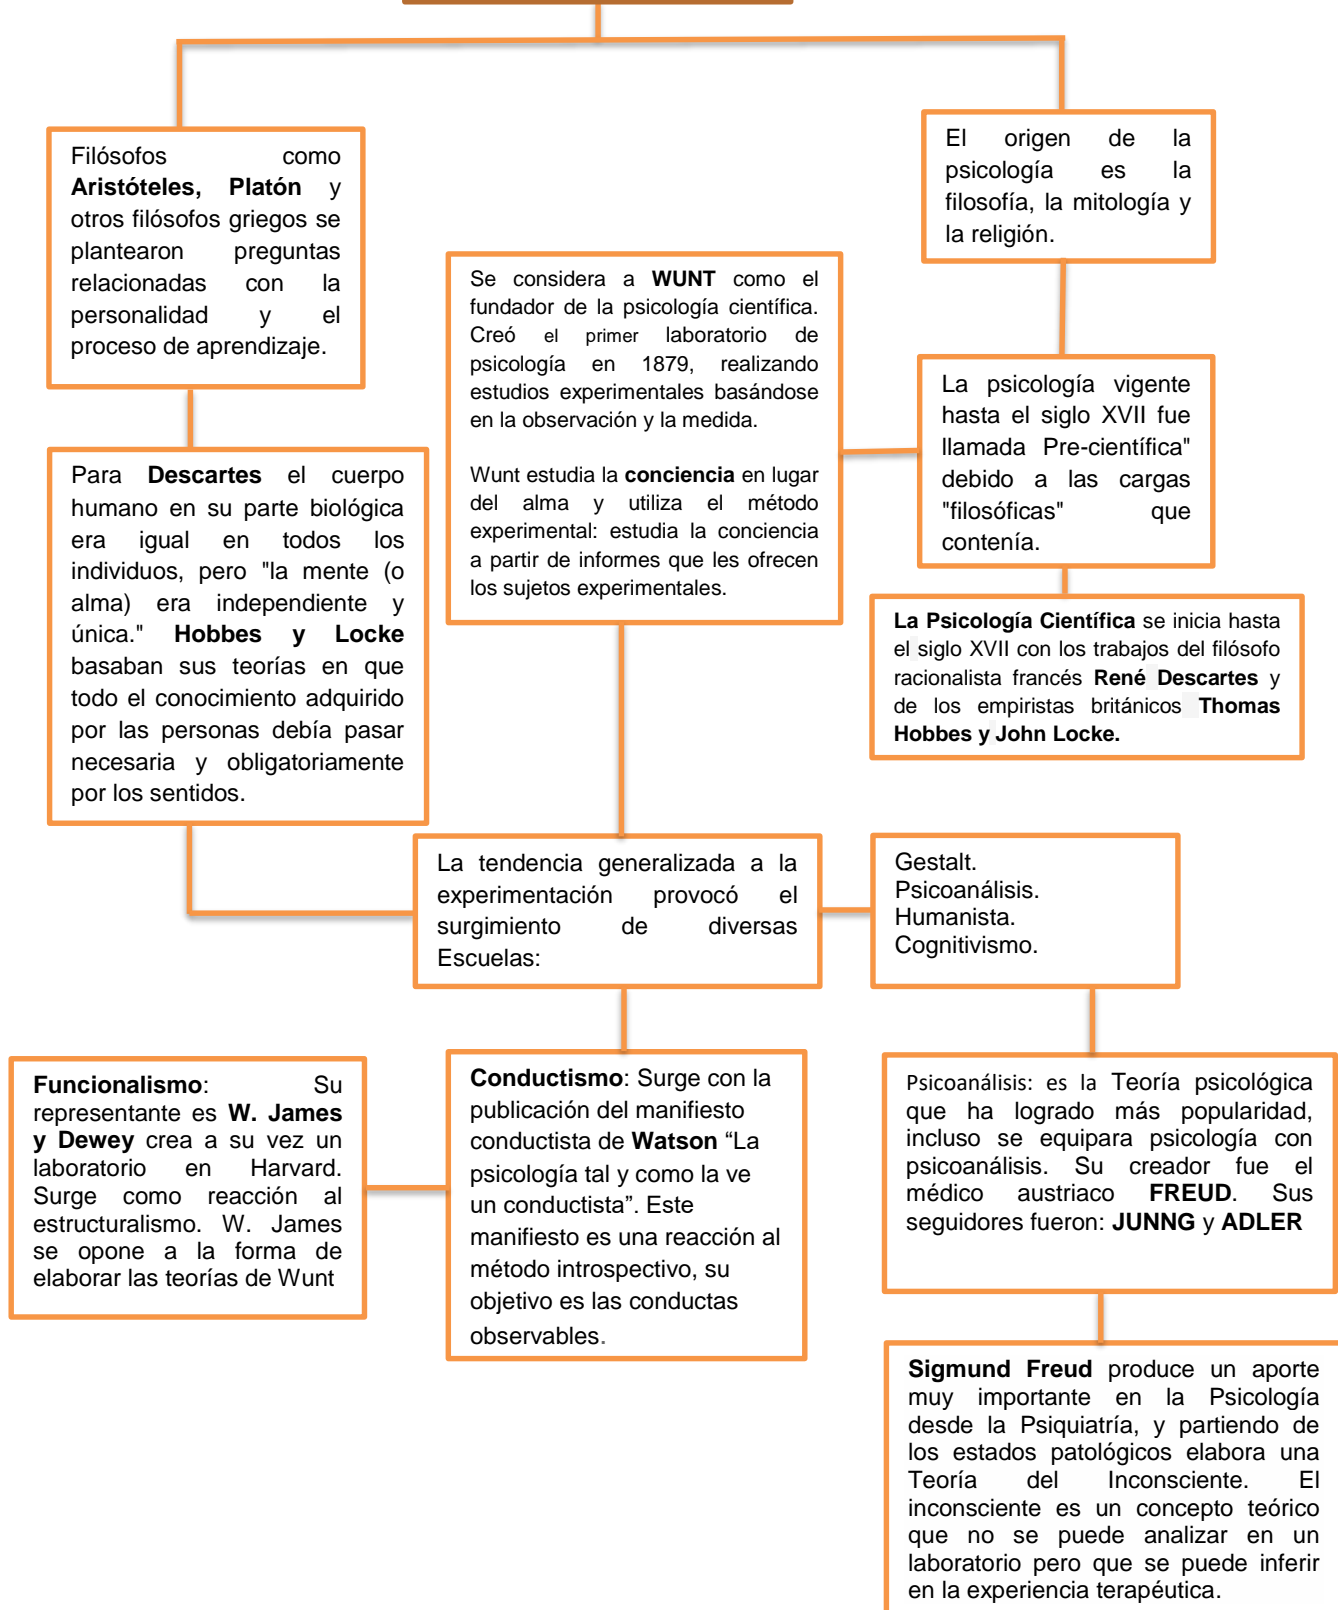 Filósofos como
Aristóteles, Platón y
otros filósofos griegos se
plantearon preguntas
relacionadas con la
personalidad y el
proceso de aprendizaje.
El origen de la
psicología es la
filosofía, la mitología y
la religión.
Se considera a WUNT como el
fundador de la psicología científica.
Creó el primer laboratorio de
psicología en 1879, realizando
estudios experimentales basándose
en la observación y la medida.
Wunt estudia la conciencia en lugar
del alma y utiliza el método
experimental: estudia la conciencia
a partir de informes que les ofrecen
los sujetos experimentales.
La psicología vigente
hasta el siglo XVII fue
llamada Pre-científica"
debido a las cargas
"filosóficas" que
contenía.
Para Descartes el cuerpo
humano en su parte biológica
era igual en todos los
individuos, pero "la mente (o
alma) era independiente y
única." Hobbes y Locke
basaban sus teorías en que
todo el conocimiento adquirido
por las personas debía pasar
necesaria y obligatoriamente
por los sentidos.
La Psicología Científica se inicia hasta
el siglo XVII con los trabajos del filósofo
racionalista francés René Descartes y
de los empiristas británicos Thomas
Hobbes y John Locke.
La tendencia generalizada a la
experimentación provocó el
surgimiento de diversas
Escuelas:
Gestalt.
Psicoanálisis.
Humanista.
Cognitivismo.
Funcionalismo: Su
representante es W. James
y Dewey crea a su vez un
laboratorio en Harvard.
Surge como reacción al
estructuralismo. W. James
se opone a la forma de
elaborar las teorías de Wunt
Conductismo: Surge con la
publicación del manifiesto
conductista de Watson “La
psicología tal y como la ve
un conductista”. Este
manifiesto es una reacción al
método introspectivo, su
objetivo es las conductas
observables.
Psicoanálisis: es la Teoría psicológica
que ha logrado más popularidad,
incluso se equipara psicología con
psicoanálisis. Su creador fue el
médico austriaco FREUD. Sus
seguidores fueron: JUNNG y ADLER
Sigmund Freud produce un aporte
muy importante en la Psicología
desde la Psiquiatría, y partiendo de
los estados patológicos elabora una
Teoría del Inconsciente. El
inconsciente es un concepto teórico
que no se puede analizar en un
laboratorio pero que se puede inferir
en la experiencia terapéutica.